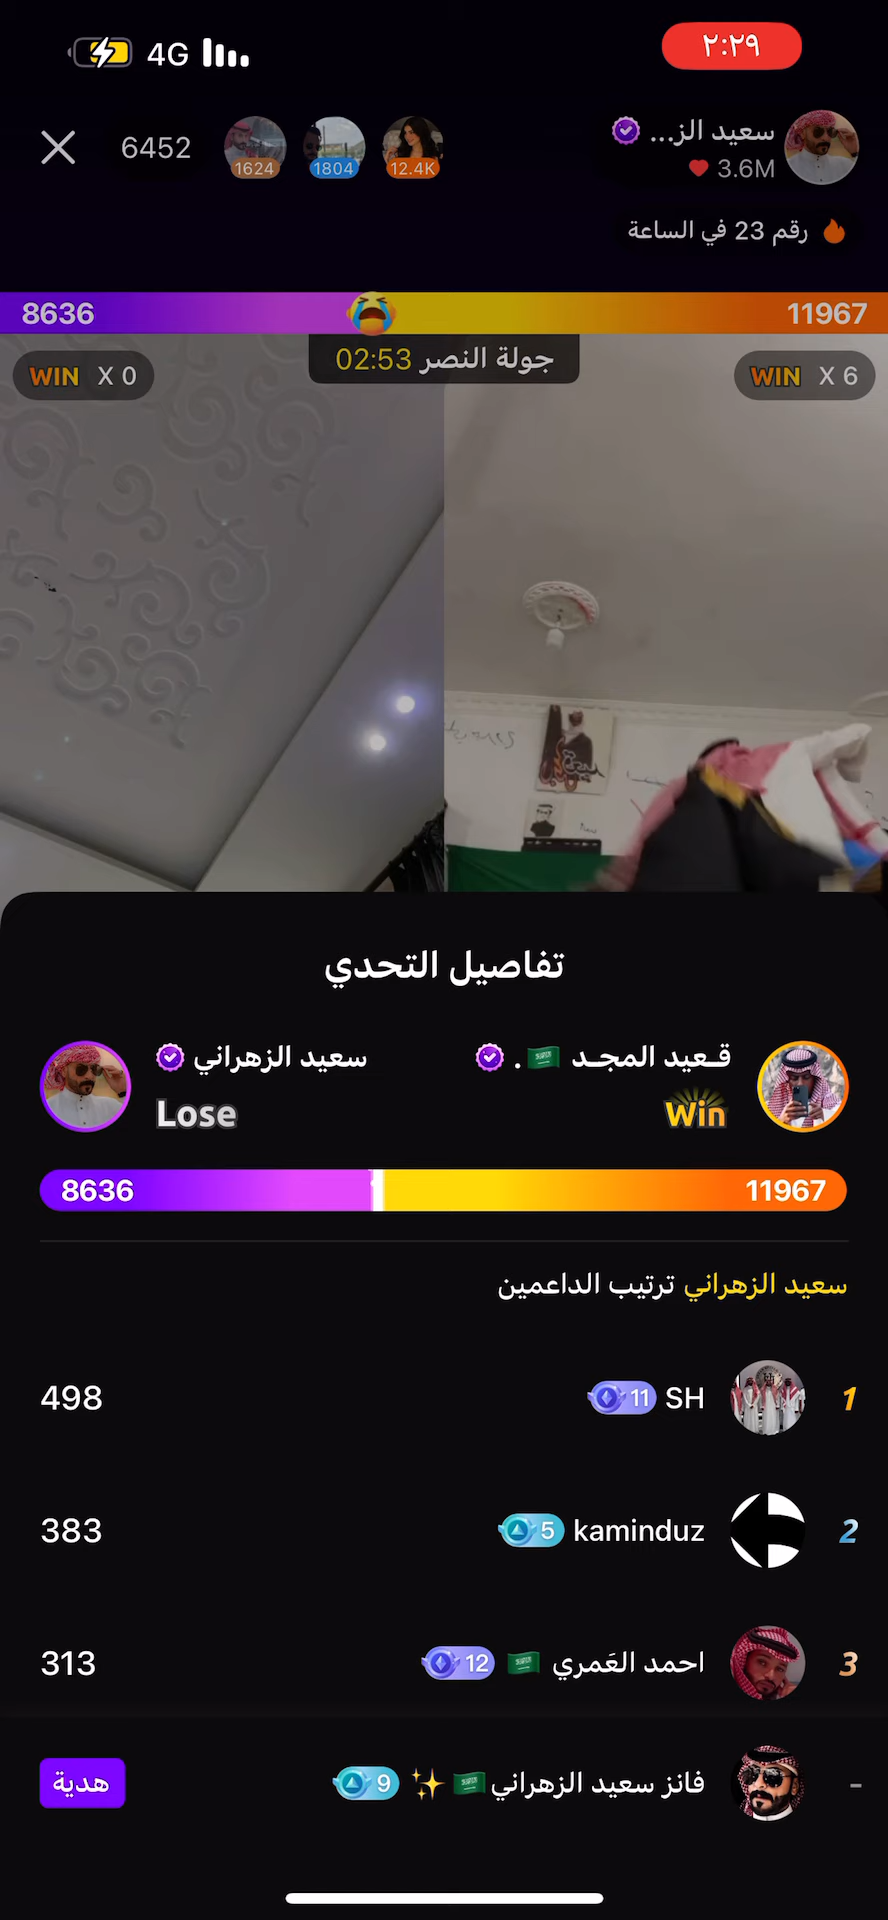 4G
٢:٢٩
سعيد الز...
3.6M
6452
1624
1804
12.4K
رقم 23 في الساعة
8636
11967
جولة النصر 02:53
WIN X 0
WIN X 6
تفاصيل التحدي
سعيد الزهراني
Lose
قـعيد المجـد 🇸🇦 .
Win
8636
11967
سعيد الزهراني ترتيب الداعمين
1 SH 11 498
2 kaminduz 5 383
3 احمد العَمري 🇸🇦 12 313
- فانز سعيد الزهراني🇸🇦✨ 9 هدية